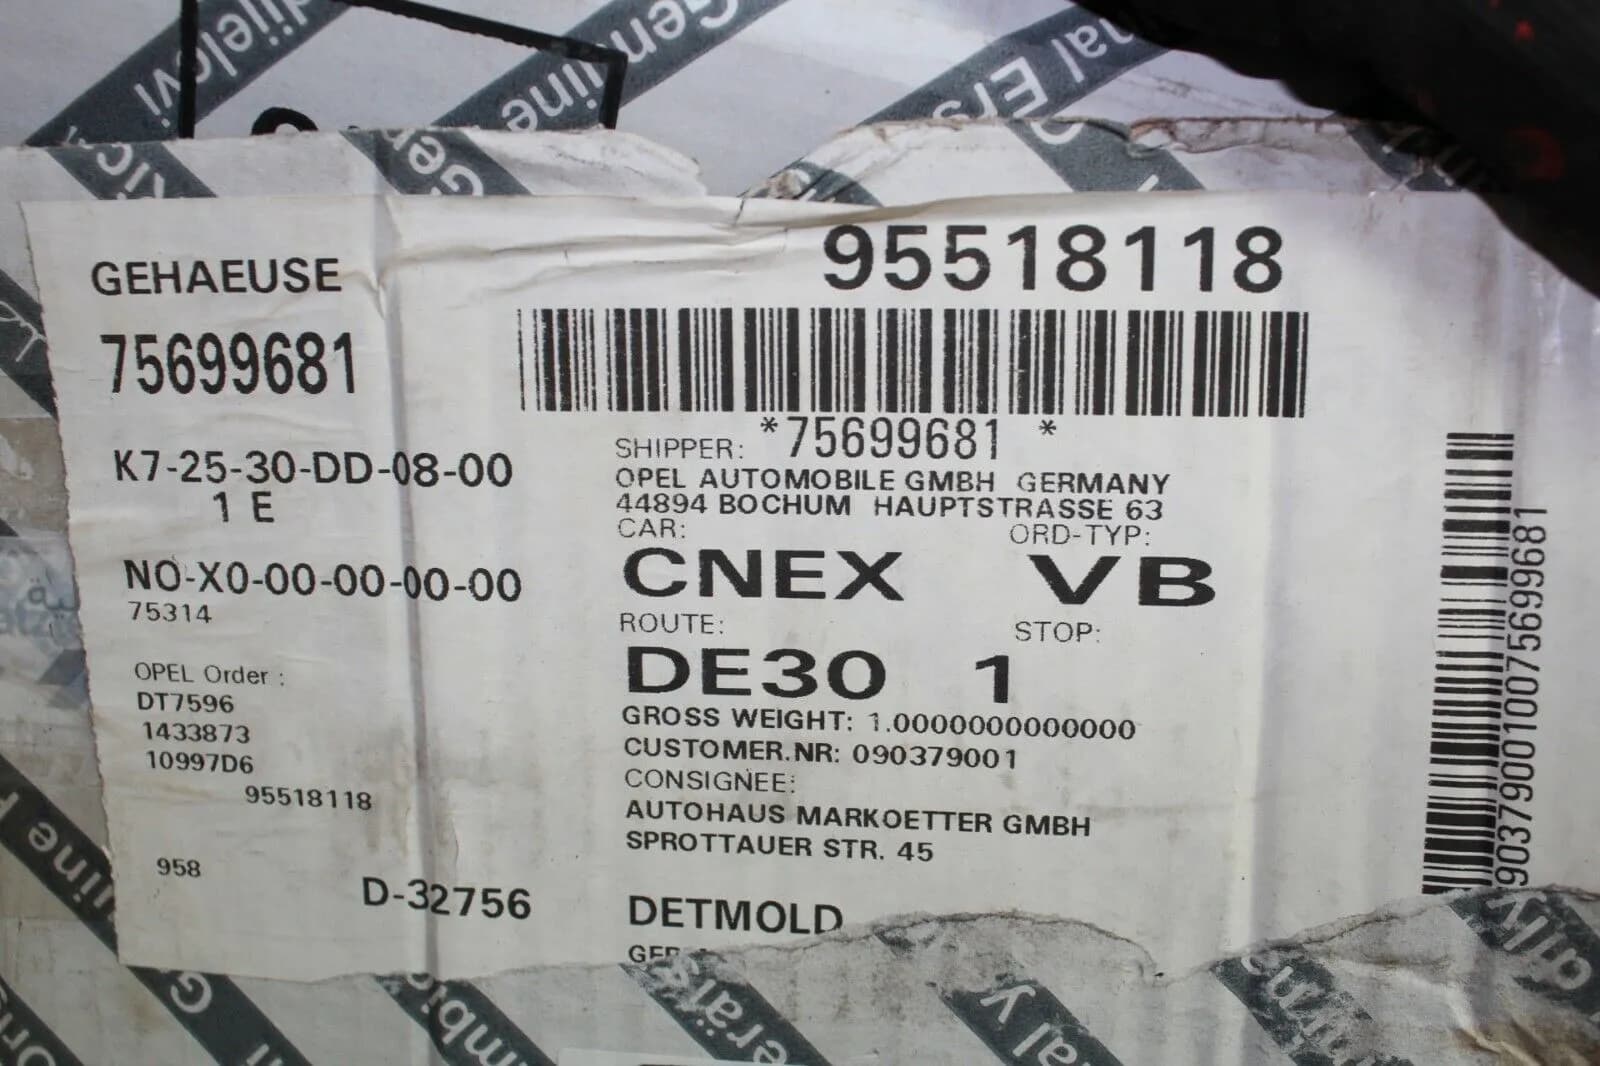 Genuine
GEHAEUSE
95518118
75699681
*75699681 *
K7-25-30-DD-08-00
1 E
SHIPPER:
OPEL AUTOMOBILE GMBH GERMANY
44894 BOCHUM HAUPTSTRASSE 63
CAR: ORD-TYP:
CNEX VB
NO-X0-00-00-00-00
75314
ROUTE: STOP:
DE30 1
OPEL Order :
DT7596
1433873
10997D6
95518118
GROSS WEIGHT: 1.0000000000000
CUSTOMER.NR: 090379001
CONSIGNEE:
AUTOHAUS MARKOETTER GMBH
SPROTTAUER STR. 45
958
D-32756
DETMOLD
903790010075699681